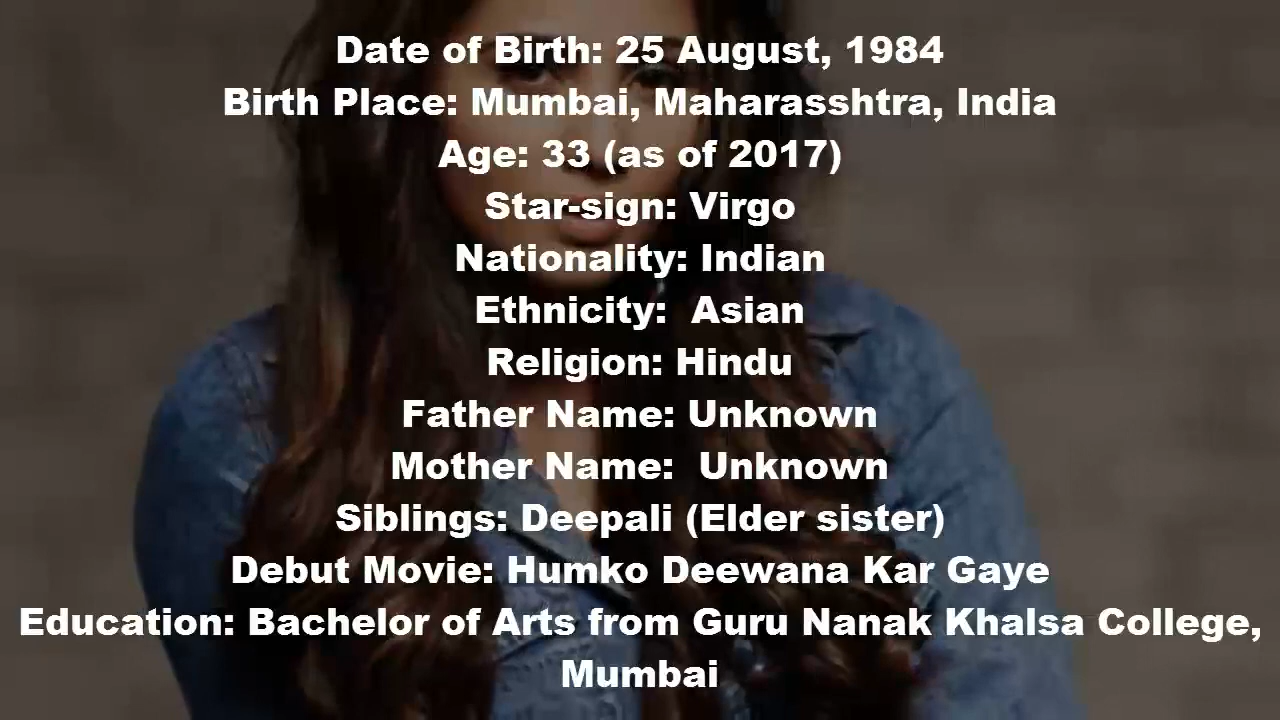 Date of Birth: 25 August, 1984
Birth Place: Mumbai, Maharasshtra, India
Age: 33 (as of 2017)
Star-sign: Virgo
Nationality: Indian
Ethnicity:  Asian
Religion: Hindu
Father Name: Unknown
Mother Name:  Unknown
Siblings: Deepali (Elder sister)
Debut Movie: Humko Deewana Kar Gaye
Education: Bachelor of Arts from Guru Nanak Khalsa College,
Mumbai